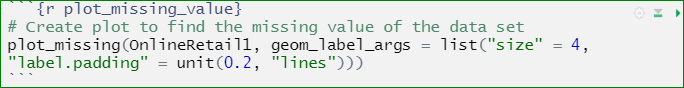 ```{r plot_missing_value}
# Create plot to find the missing value of the data set
plot_missing(OnlineRetail1, geom_label_args = list("size" = 4,
"label.padding" = unit(0.2, "lines")))
```